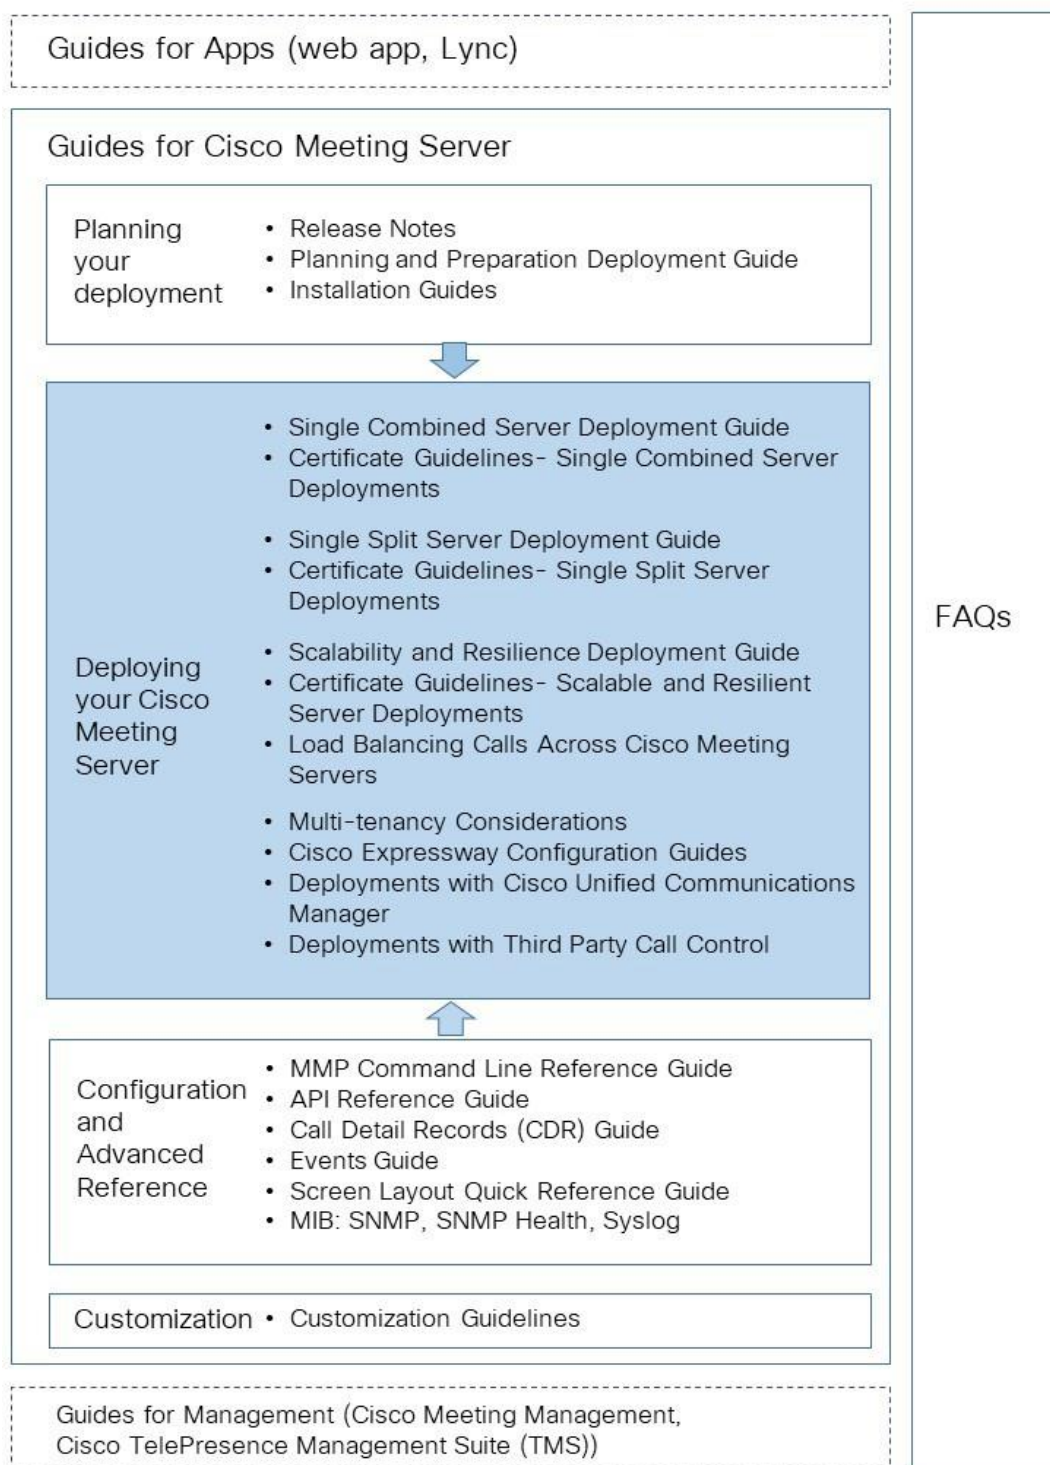 Guides for Apps (web app, Lync)
Guides for Cisco Meeting Server
Planning
your
deployment
• Release Notes
• Planning and Preparation Deployment Guide
• Installation Guides
Deploying
your Cisco
Meeting
Server
• Single Combined Server Deployment Guide
• Certificate Guidelines- Single Combined Server
Deployments
• Single Split Server Deployment Guide
• Certificate Guidelines- Single Split Server
Deployments
• Scalability and Resilience Deployment Guide
• Certificate Guidelines- Scalable and Resilient
Server Deployments
• Load Balancing Calls Across Cisco Meeting
Servers
• Multi-tenancy Considerations
• Cisco Expressway Configuration Guides
• Deployments with Cisco Unified Communications
Manager
• Deployments with Third Party Call Control
Configuration
and
Advanced
Reference
• MMP Command Line Reference Guide
• API Reference Guide
• Call Detail Records (CDR) Guide
• Events Guide
• Screen Layout Quick Reference Guide
• MIB: SNMP, SNMP Health, Syslog
Customization
• Customization Guidelines
Guides for Management (Cisco Meeting Management,
Cisco TelePresence Management Suite (TMS))
FAQs